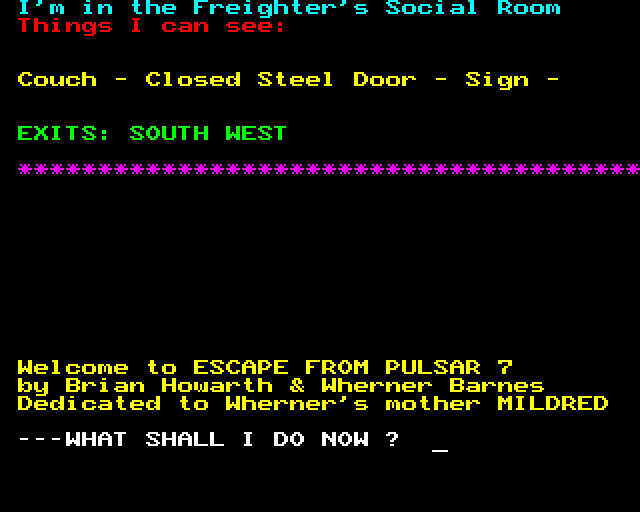 I'm in the Freighter's Social Room
Things I can see:
Couch - Closed Steel Door - Sign -
EXITS: SOUTH WEST
***************************************
Welcome to ESCAPE FROM PULSAR 7
by Brian Howarth & Wherner Barnes
Dedicated to Wherner's mother MILDRED
---WHAT SHALL I DO NOW ? _